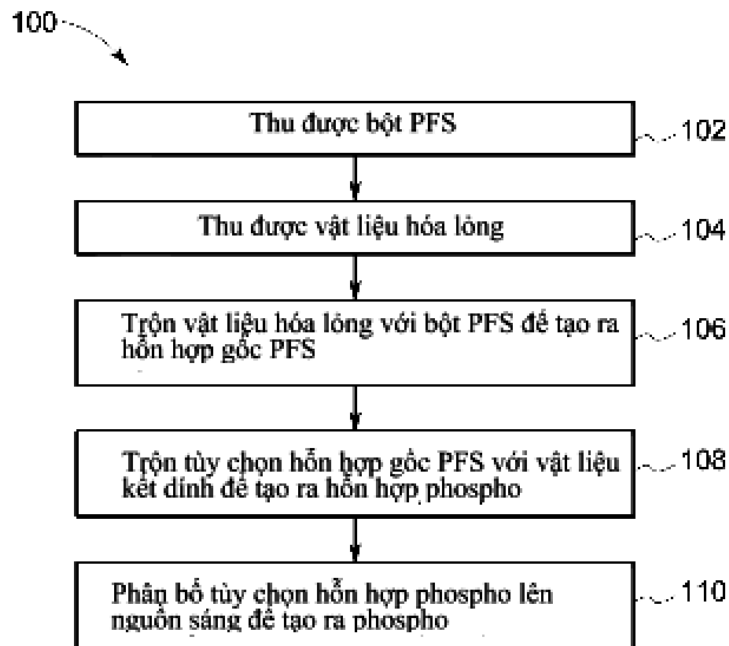 100
Thu được bột PFS
102
Thu được vật liệu hóa lỏng
104
Trộn vật liệu hóa lỏng với bột PFS để tạo ra
hỗn hợp gốc PFS
106
Trộn tùy chọn hỗn hợp gốc PFS với vật liệu
kết dính để tạo ra hỗn hợp phospho
108
Phân bố tùy chọn hỗn hợp phospho lên
nguồn sáng để tạo ra phospho
110